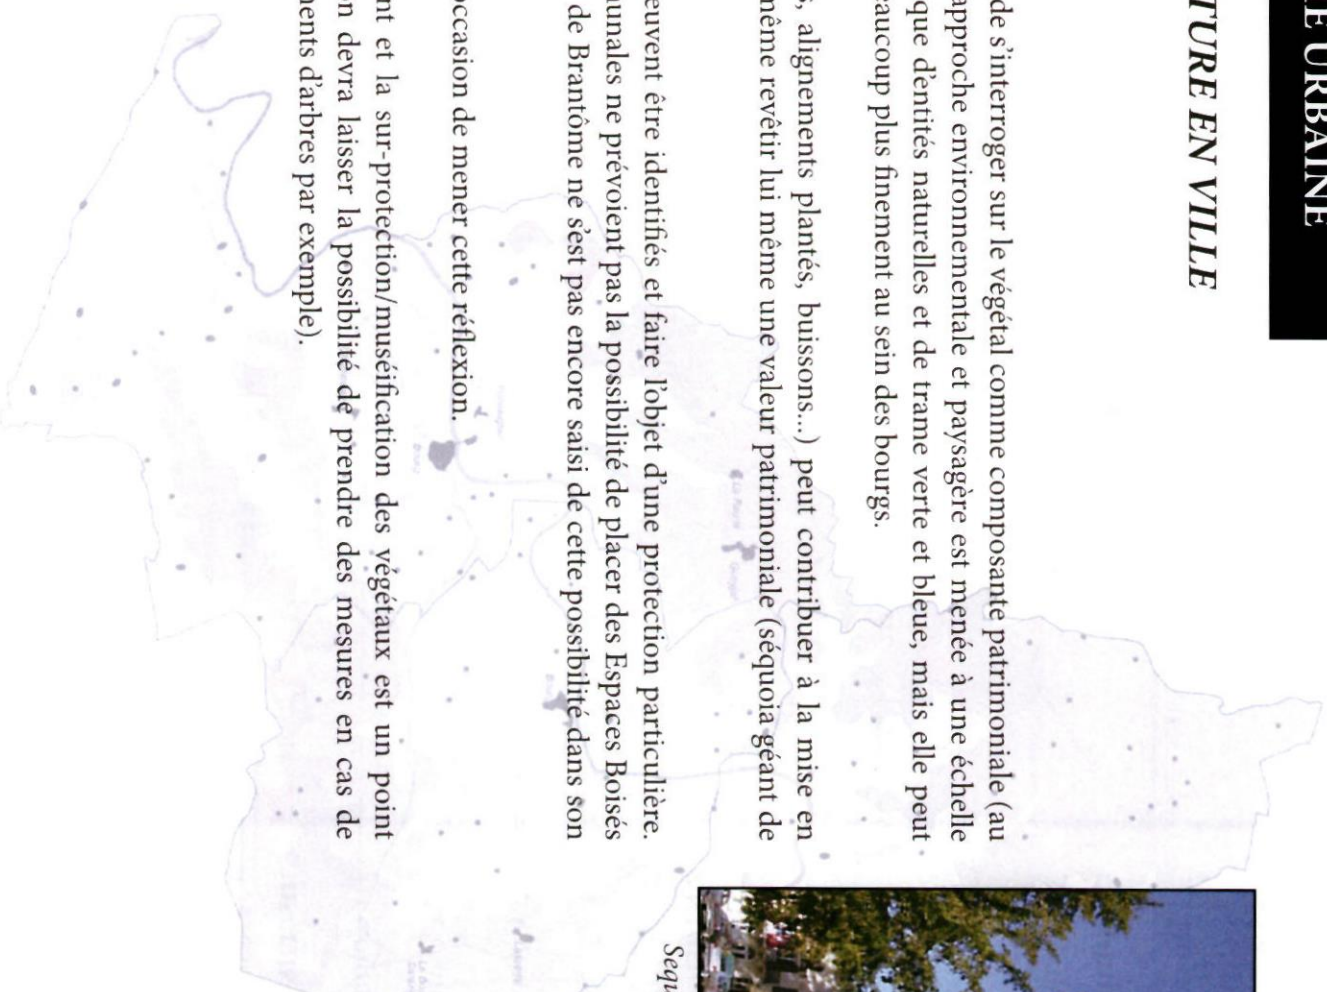 LE URBAINE
TURE EN VILLE
de s'interroger sur le végétal comme composante patrimoniale (au
approche environnementale et paysagère est menée à une échelle
que d'entités naturelles et de trame verte et bleue, mais elle peut
eaucoup plus finement au sein des bourgs.
s, alignements plantés, buissons...) peut contribuer à la mise en
même revêtir lui même une valeur patrimoniale (séquoia géant de
euvent être identifiés et faire l'objet d'une protection particulière.
unales ne prévoient pas la possibilité de placer des Espaces Boisés
de Brantôme ne s'est pas encore saisi de cette possibilité dans son
occasion de mener cette réflexion.
nt et la sur-protection/muséification des végétaux est un point
n devra laisser la possibilité de prendre des mesures en cas de
ments d'arbres par exemple).
Sequ